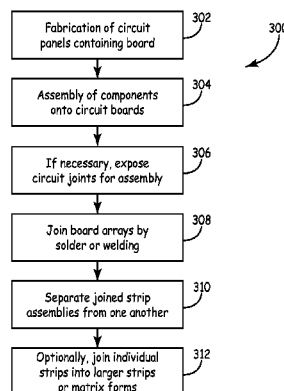 Fabrication of circuit
panels containing board
302
300
Assembly of components
onto circuit boards
304
If necessary, expose
circuit joints for assembly
306
Join board arrays by
solder or welding
308
Separate joined strip
assemblies from one another
310
Optionally, join individual
strips into larger strips
or matrix forms
312